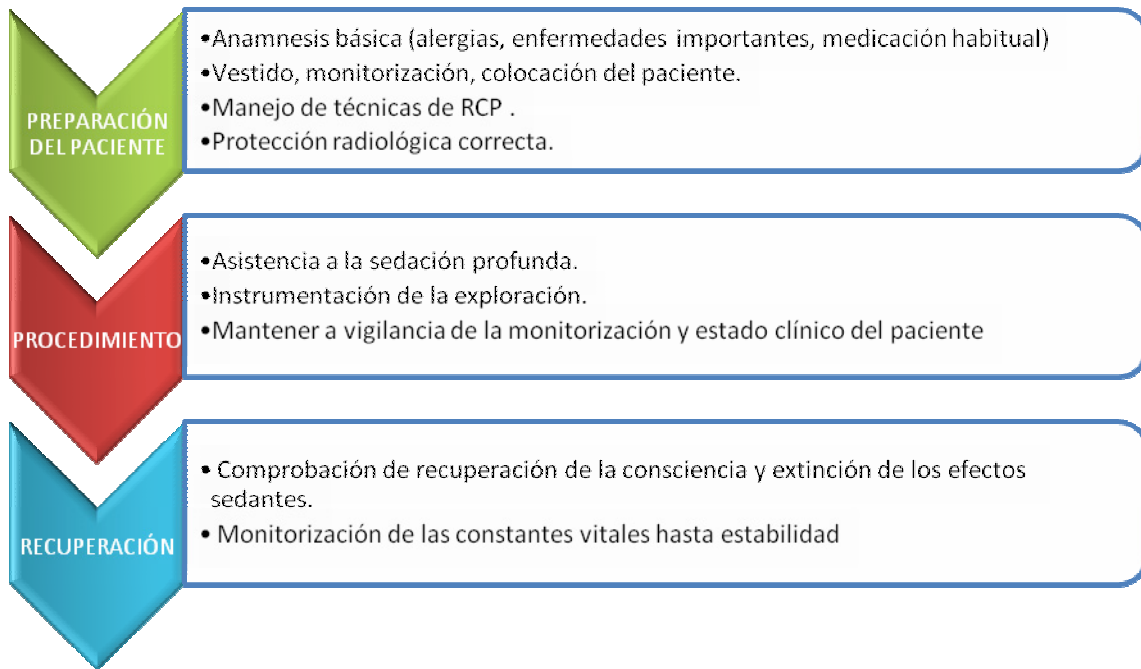 PREPARACIÓN
DEL PACIENTE
•Anamnesis básica (alergias, enfermedades importantes, medicación habitual)
•Vestido, monitorización, colocación del paciente.
•Manejo de técnicas de RCP .
•Protección radiológica correcta.
PROCEDIMIENTO
•Asistencia a la sedación profunda.
•Instrumentación de la exploración.
•Mantener a vigilancia de la monitorización y estado clínico del paciente
RECUPERACIÓN
• Comprobación de recuperación de la consciencia y extinción de los efectos
sedantes.
• Monitorización de las constantes vitales hasta estabilidad